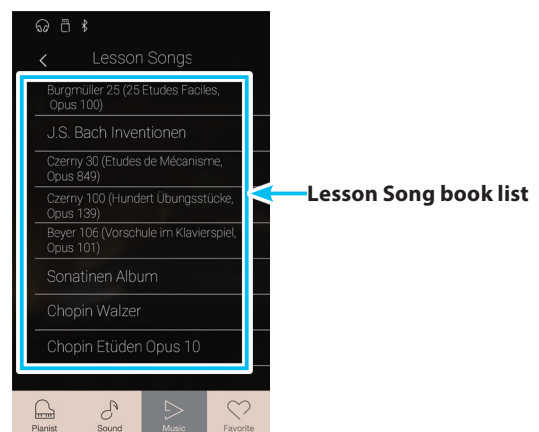 Lesson Songs
Burgmüller 25 (25 Etudes Faciles,
Opus 100)
J.S. Bach Inventionen
Czerny 30 (Etudes de Mécanisme,
Opus 849)
Czerny 100 (Hundert Übungsstücke,
Opus 139)
Beyer 106 (Vorschule im Klavierspiel,
Opus 101)
Sonatinen Album
Chopin Walzer
Chopin Etüden Opus 10
Lesson Song book list
Pianist
Sound
Music
Favorite